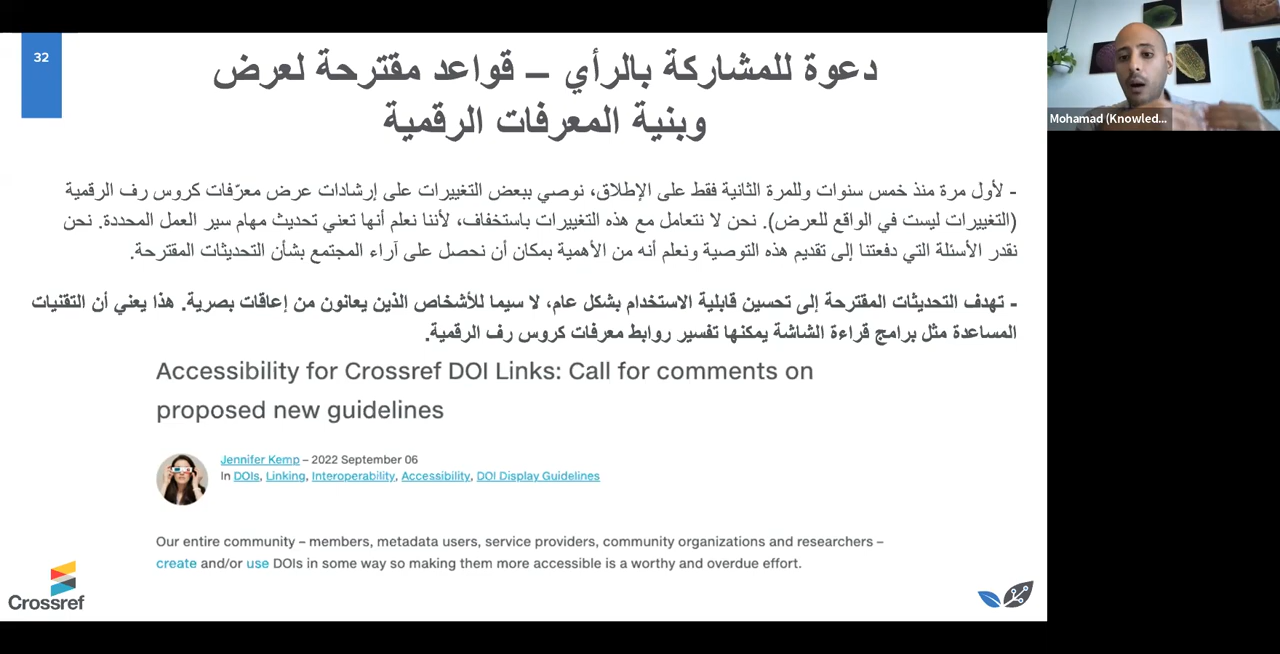 32
دعوة للمشاركة بالرأي – قواعد مقترحة لعرض
وبنية المعرفات الرقمية
- لأول مرة منذ خمس سنوات وللمرة الثانية فقط على الإطلاق، نوصي ببعض التغييرات على إرشادات عرض معرّفات كروس رف الرقمية
(التغييرات ليست في الواقع للعرض). نحن لا نتعامل مع هذه التغييرات باستخفاف، لأننا نعلم أنها تعني تحديث مهام سير العمل المحددة. نحن
نقدر الأسئلة التي دفعتنا إلى تقديم هذه التوصية ونعلم أنه من الأهمية بمكان أن نحصل على آراء المجتمع بشأن التحديثات المقترحة.
- تهدف التحديثات المقترحة إلى تحسين قابلية الاستخدام بشكل عام، لا سيما للأشخاص الذين يعانون من إعاقات بصرية. هذا يعني أن التقنيات
المساعدة مثل برامج قراءة الشاشة يمكنها تفسير روابط معرفات كروس رف الرقمية.
Accessibility for Crossref DOI Links: Call for comments on
proposed new guidelines
Jennifer Kemp – 2022 September 06
In DOIs, Linking, Interoperability, Accessibility, DOI Display Guidelines
Our entire community – members, metadata users, service providers, community organizations and researchers –
create and/or use DOIs in some way so making them more accessible is a worthy and overdue effort.
Crossref
Mohamad (Knowled...